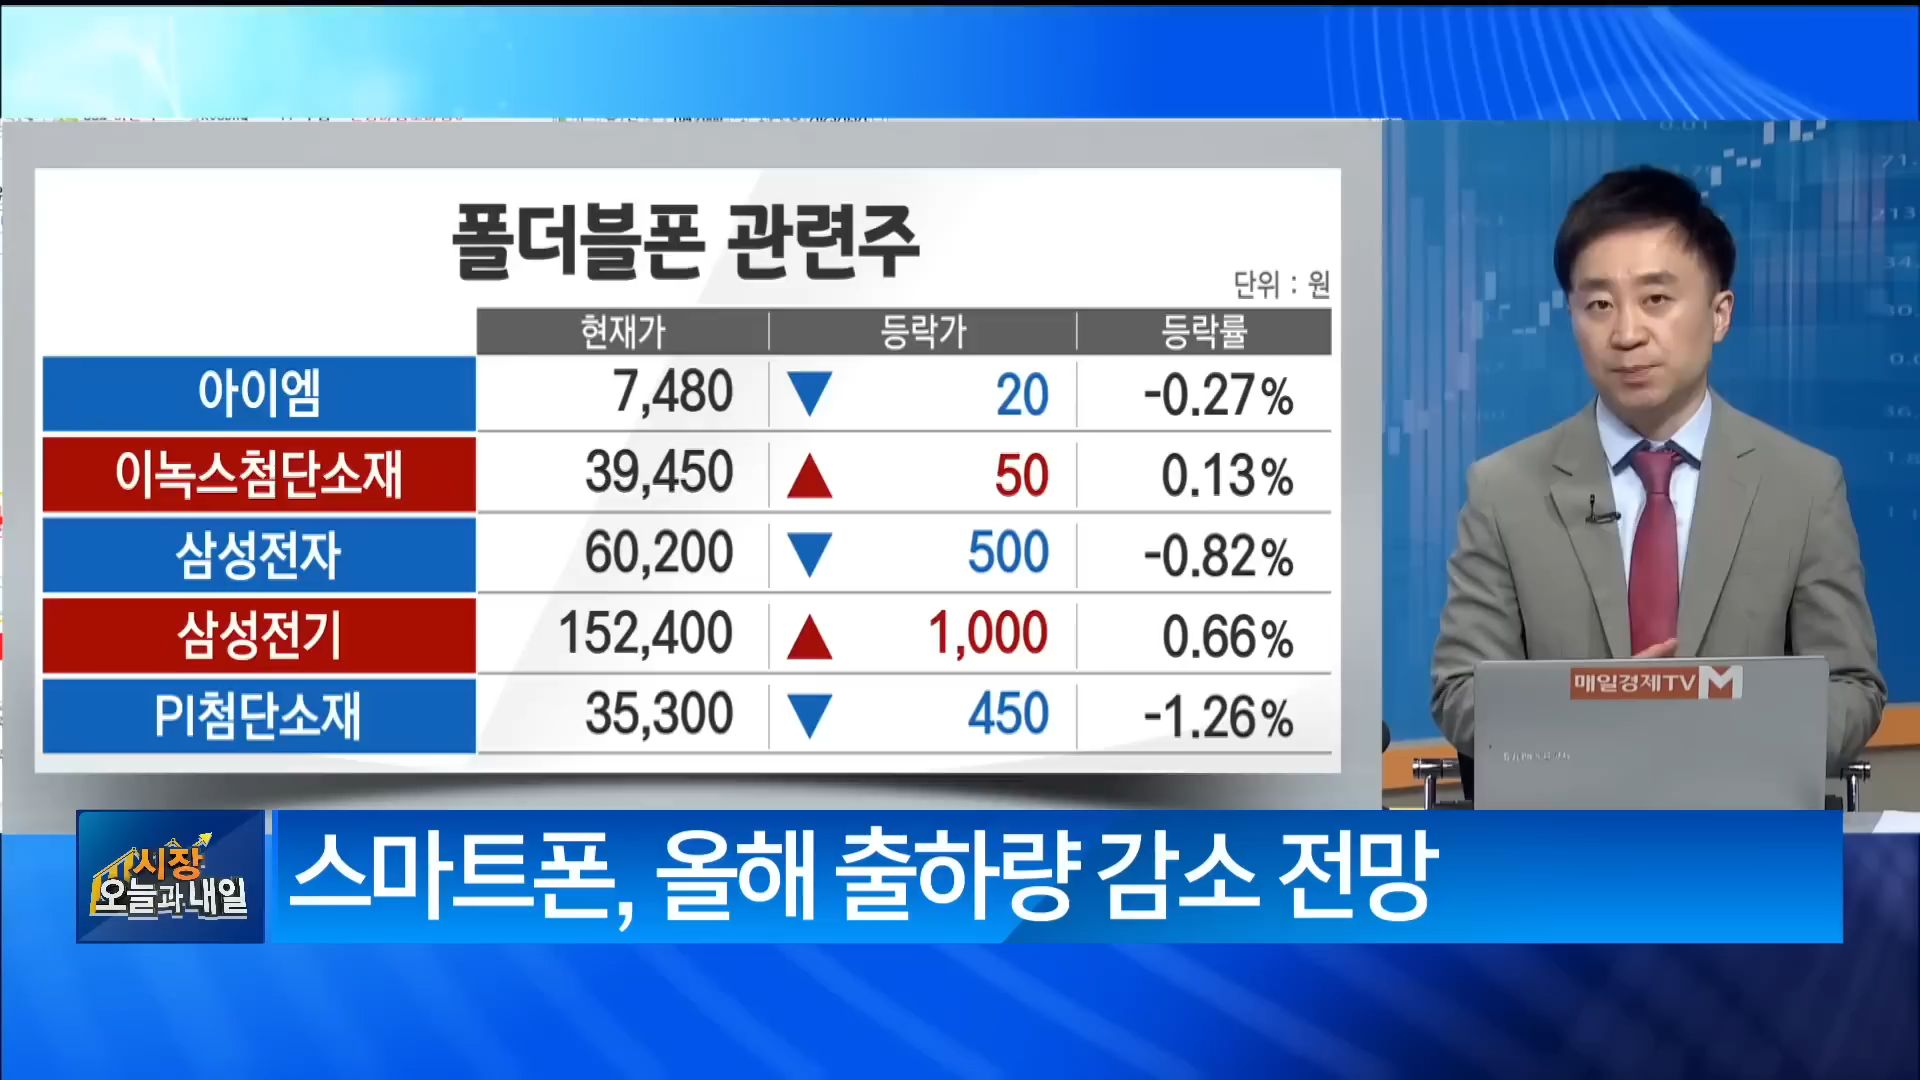 폴더블폰 관련주
단위 : 원
현재가 등락가 등락률
아이엠 7,480 ▼ 20 -0.27%
이녹스첨단소재 39,450 ▲ 50 0.13%
삼성전자 60,200 ▼ 500 -0.82%
삼성전기 152,400 ▲ 1,000 0.66%
PI첨단소재 35,300 ▼ 450 -1.26%
매일경제TV M
시장
오늘과 내일
스마트폰, 올해 출하량 감소 전망